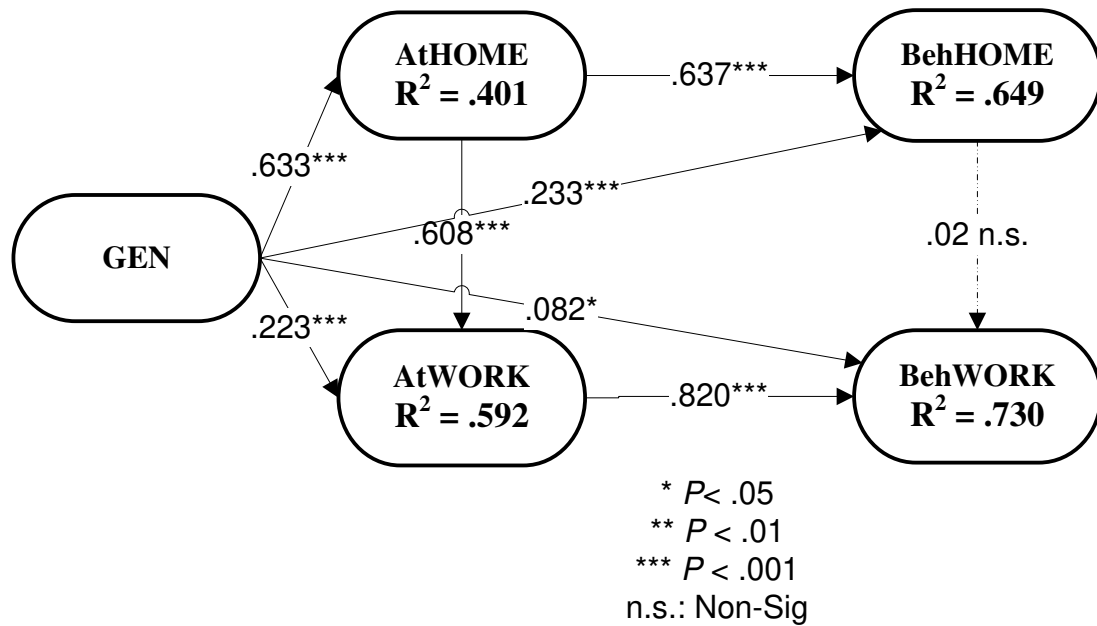 AtHOME
R² = .401
.637***
BehHOME
R² = .649
.633***
.233***
GEN
.608***
.02 n.s.
.223***
.082*
AtWORK
R² = .592
.820***
BehWORK
R² = .730
* P< .05
** P < .01
*** P < .001
n.s.: Non-Sig